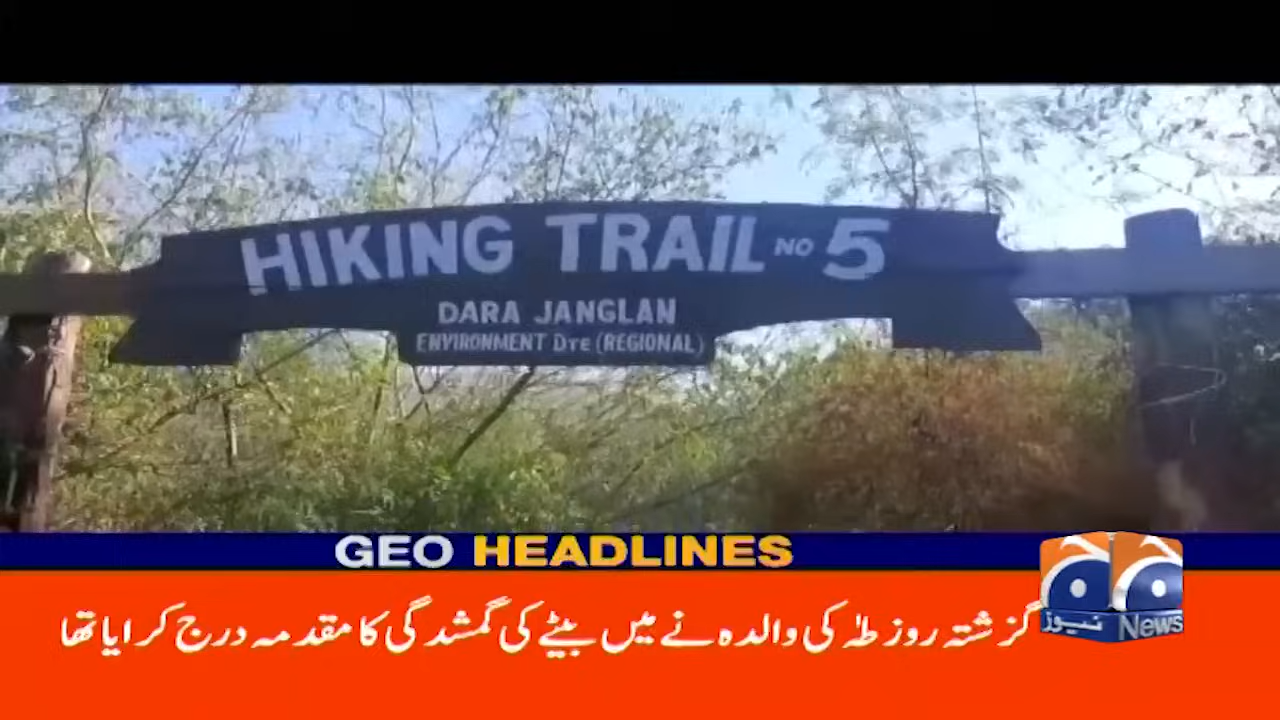 HIKING TRAIL NO 5
DARA JANGLAN
ENVIRONMENT Dte (REGIONAL)
GEO HEADLINES
گزشتہ روز طہٰ کی والدہ نے میں بیٹے کی گمشدگی کا مقدمہ درج کرایا تھا
نیوز News